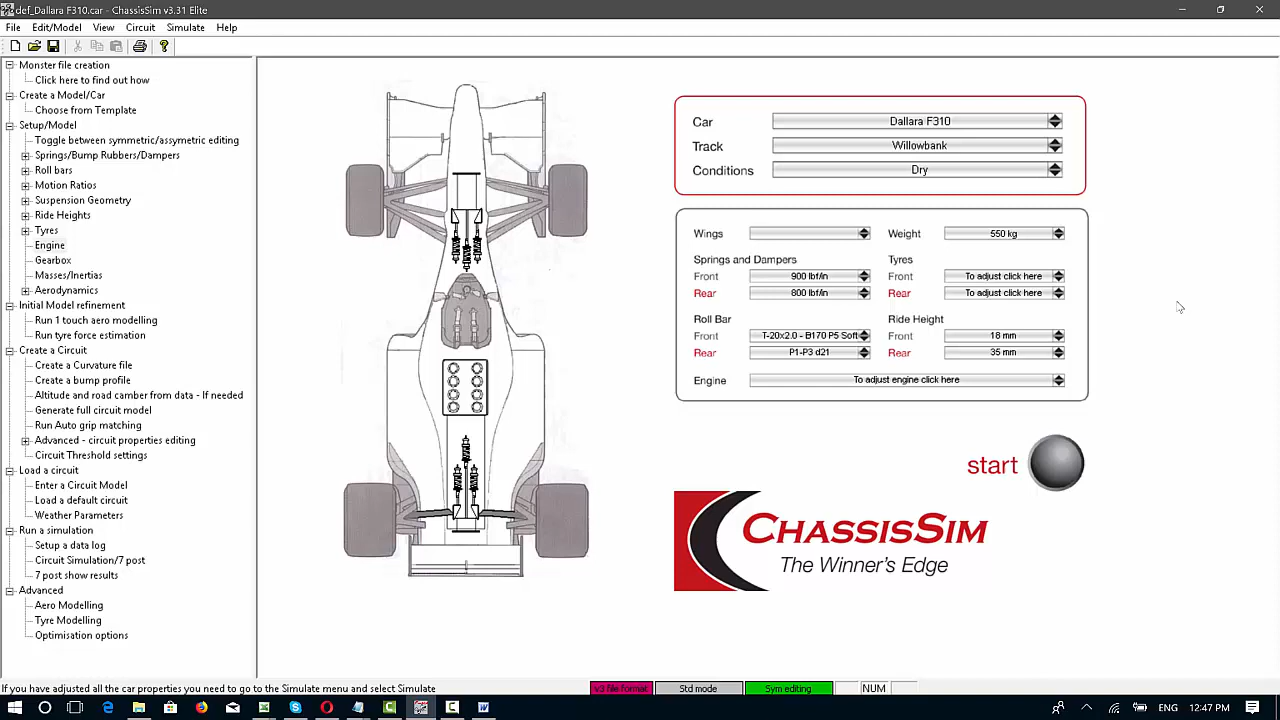 def_Dallara F310.car - ChassisSim v3.31 Elite
File Edit/Model View Circuit Simulate Help
Monster file creation
Click here to find out how
Create a Model/Car
Choose from Template
Setup/Model
Toggle between symmetric/assymetric editing
Springs/Bump Rubbers/Dampers
Roll bars
Motion Ratios
Suspension Geometry
Ride Heights
Tyres
Engine
Gearbox
Masses/Inertias
Aerodynamics
Initial Model refinement
Run 1 touch aero modelling
Run tyre force estimation
Create a Circuit
Create a Curvature file
Create a bump profile
Altitude and road camber from data - If needed
Generate full circuit model
Run Auto grip matching
Advanced - circuit properties editing
Circuit Threshold settings
Load a circuit
Enter a Circuit Model
Load a default circuit
Weather Parameters
Run a simulation
Setup a data log
Circuit Simulation/7 post
7 post show results
Advanced
Aero Modelling
Tyre Modelling
Optimisation options
Car Dallara F310
Track Willowbank
Conditions Dry
Wings Weight 550 kg
Springs and Dampers Tyres
Front 900 lbf/in Front To adjust click here
Rear 800 lbf/in Rear To adjust click here
Roll Bar Ride Height
Front T-20x2.0 - B170 P5 Soft Front 18 mm
Rear P1-P3 d21 Rear 35 mm
Engine To adjust engine click here
start
ChassisSim
The Winner's Edge
If you have adjusted all the car properties you need to go to the Simulate menu and select Simulate
v3 file format Std mode Sym editing NUM
ENG 12:47 PM